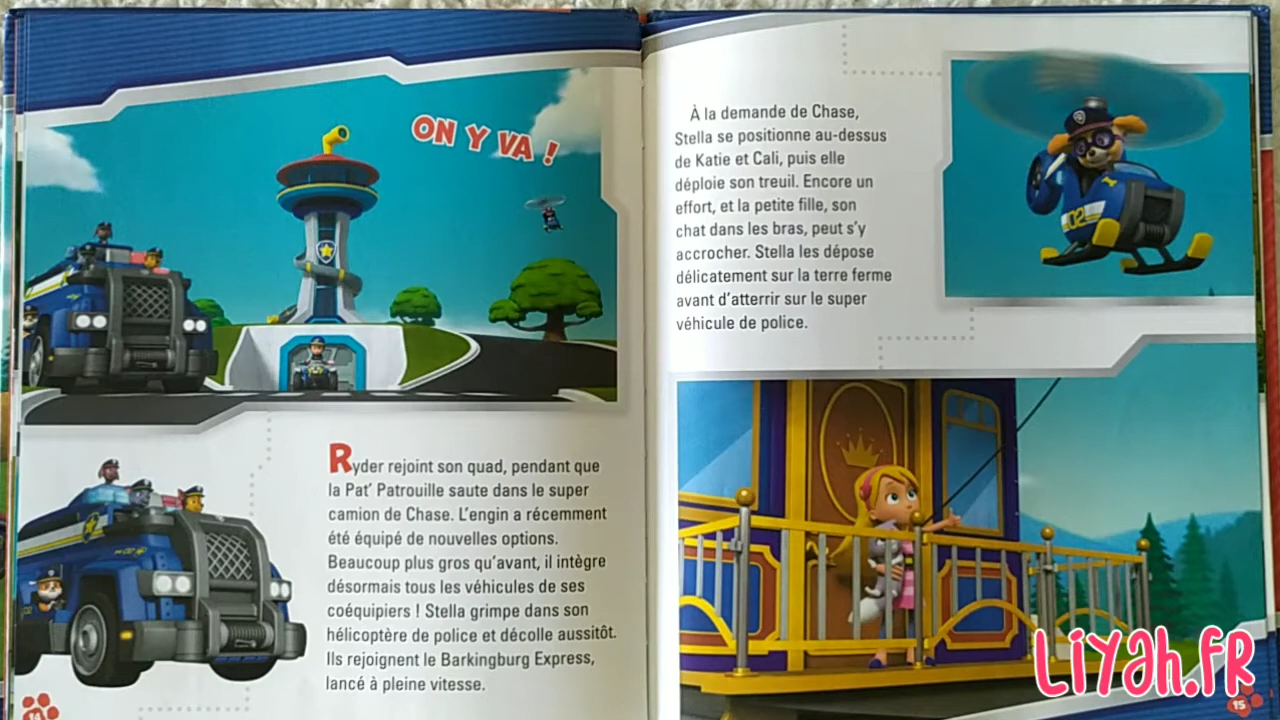 ON Y VA !
Ryder rejoint son quad, pendant que
la Pat' Patrouille saute dans le super
camion de Chase. L'engin a récemment
été équipé de nouvelles options.
Beaucoup plus gros qu'avant, il intègre
désormais tous les véhicules de ses
coéquipiers ! Stella grimpe dans son
hélicoptère de police et décolle aussitôt.
Ils rejoignent le Barkingburg Express,
lancé à pleine vitesse.
14
À la demande de Chase,
Stella se positionne au-dessus
de Katie et Cali, puis elle
déploie son treuil. Encore un
effort, et la petite fille, son
chat dans les bras, peut s'y
accrocher. Stella les dépose
délicatement sur la terre ferme
avant d'atterrir sur le super
véhicule de police.
02
LiYah.FR
15